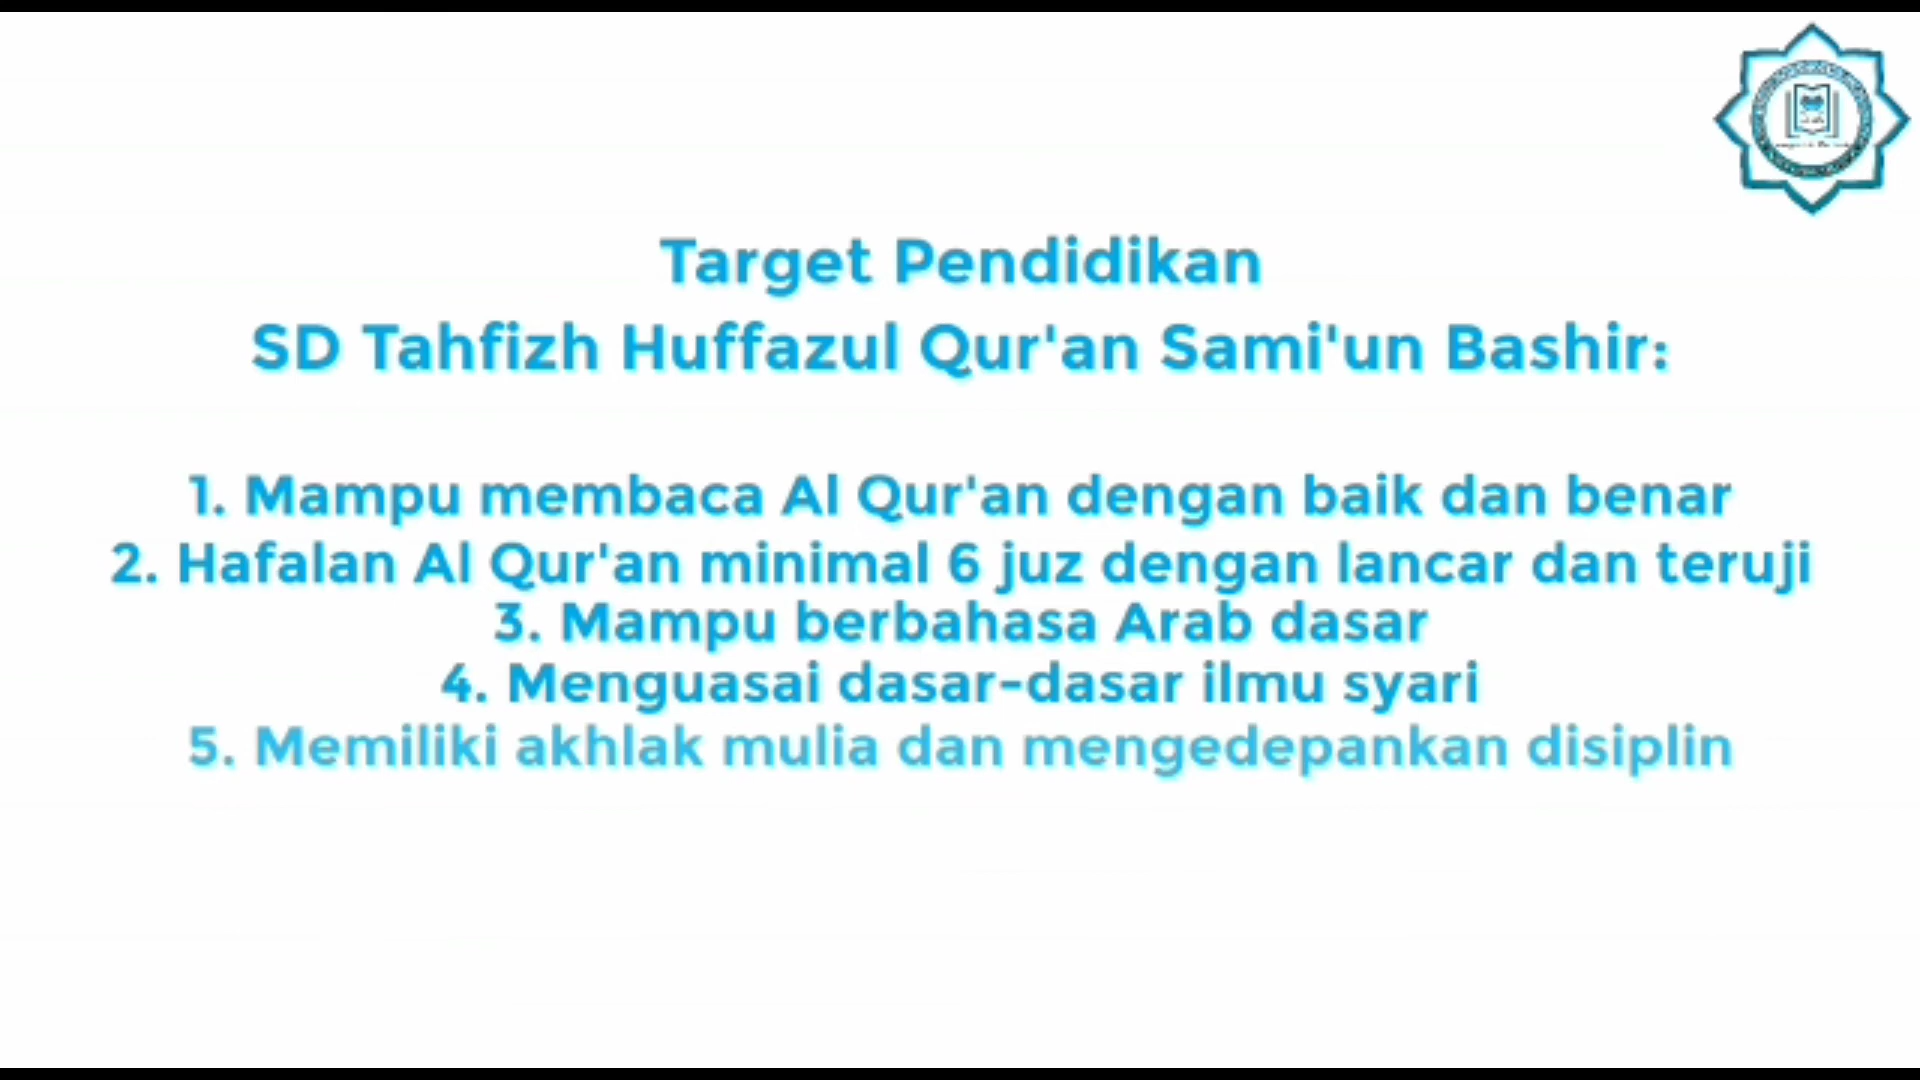 Target Pendidikan
SD Tahfizh Huffazul Qur'an Sami'un Bashir:
1. Mampu membaca Al Qur'an dengan baik dan benar
2. Hafalan Al Qur'an minimal 6 juz dengan lancar dan teruji
3. Mampu berbahasa Arab dasar
4. Menguasai dasar-dasar ilmu syari
5. Memiliki akhlak mulia dan mengedepankan disiplin